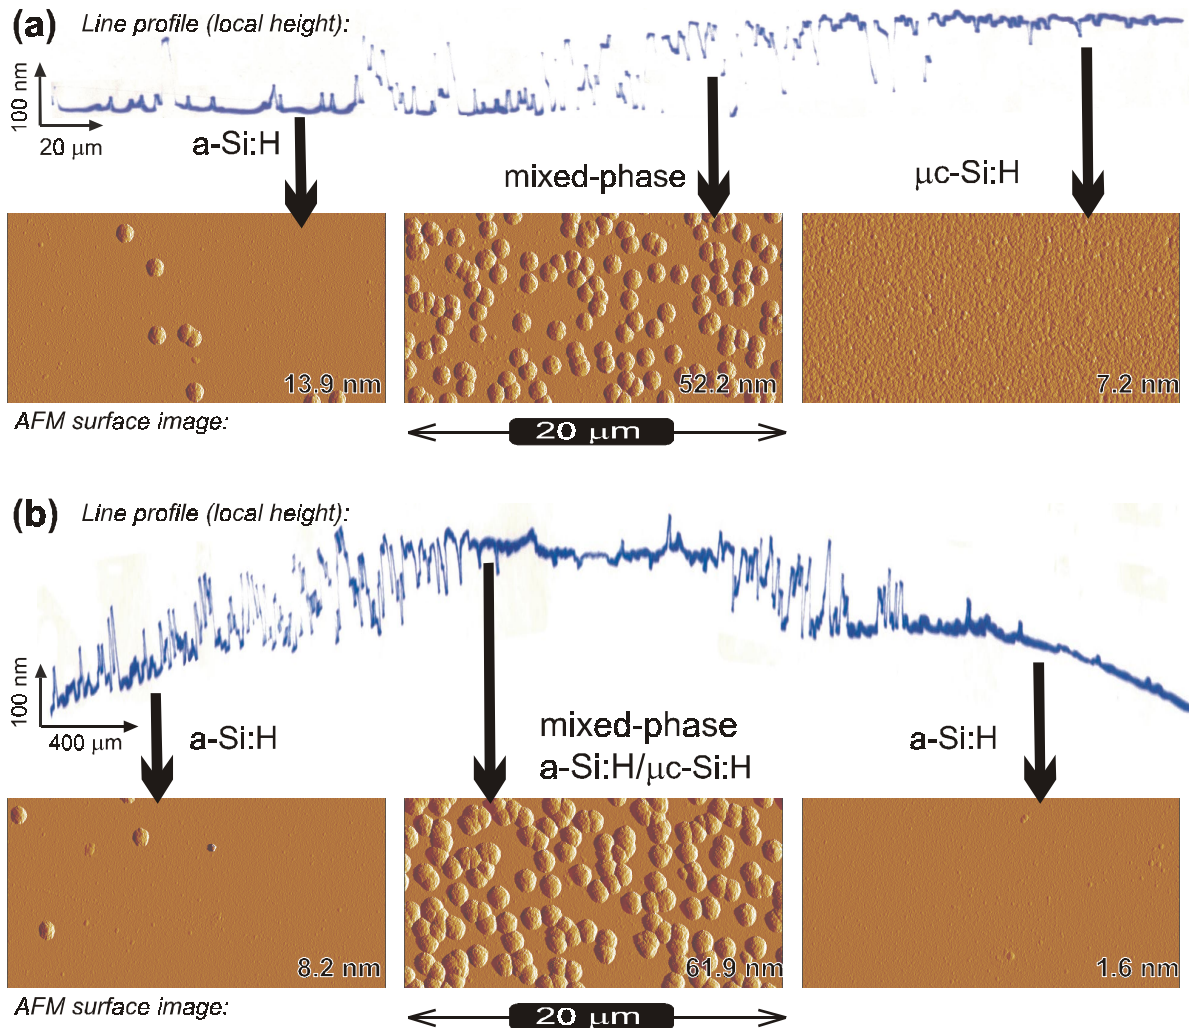 (a) Line profile (local height):
100 nm
20 μm
a-Si:H
mixed-phase
μc-Si:H
13.9 nm
52.2 nm
7.2 nm
AFM surface image:
20 μm
(b) Line profile (local height):
100 nm
400 μm
a-Si:H
mixed-phase
a-Si:H/μc-Si:H
a-Si:H
8.2 nm
61.9 nm
1.6 nm
AFM surface image:
20 μm